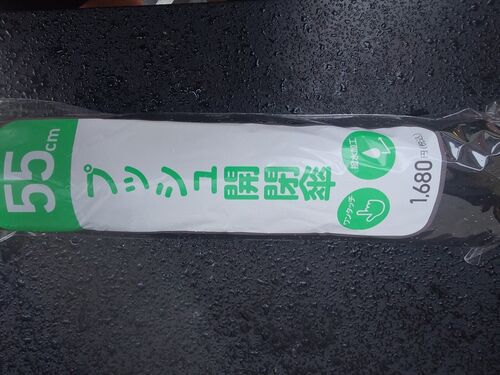 55cm
プッシュ開閉傘
撥水加工
ワンタッチ
1,680円(税込)